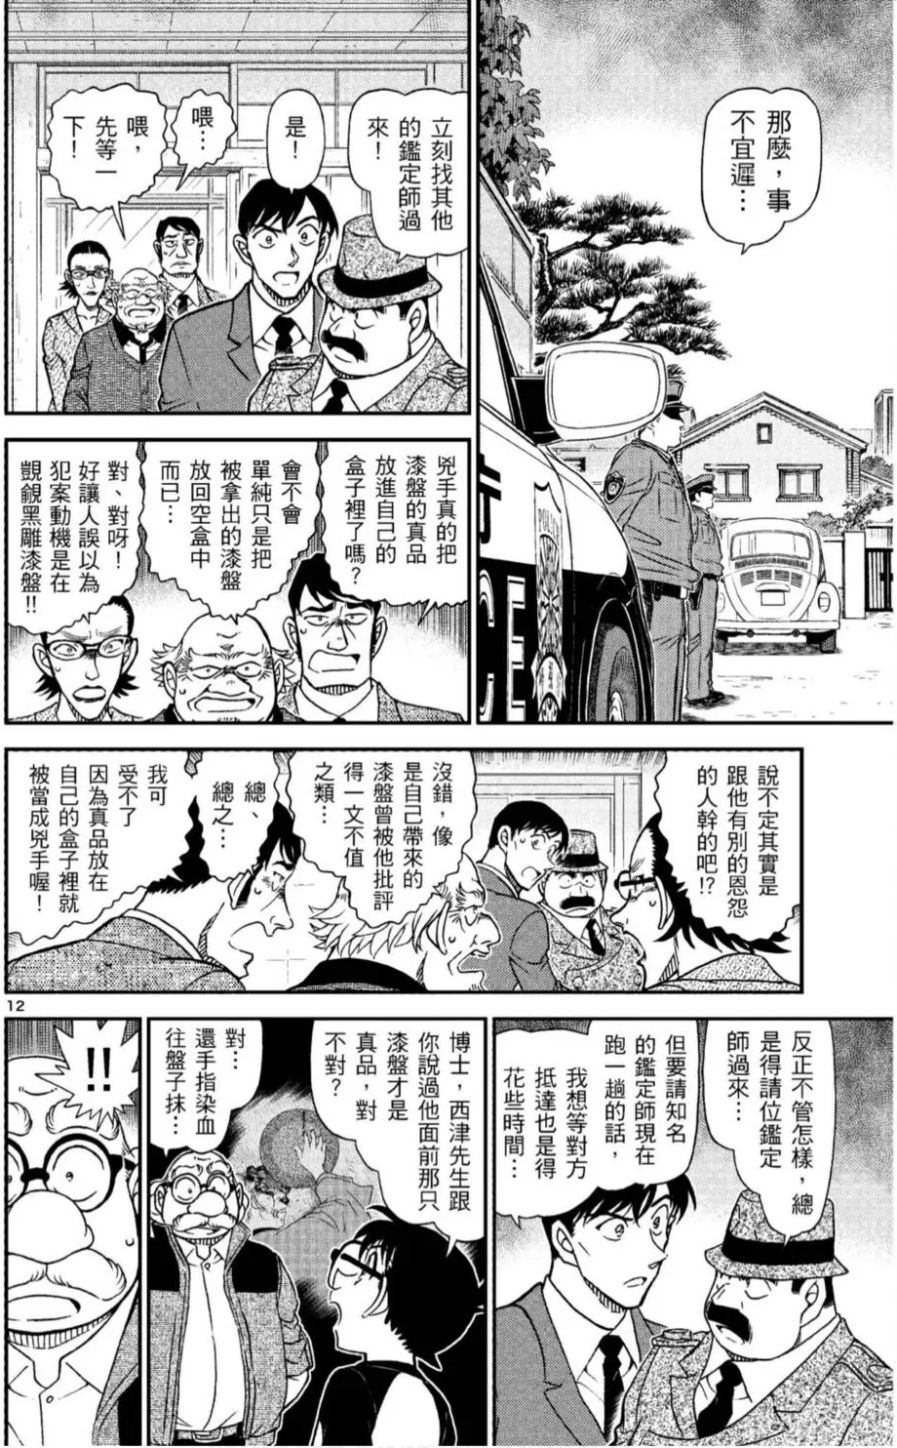 那麼，事
不宜遲…
立刻找其他
的鑑定師過
來！
是！
喂…
喂，
先等一
下！
兇手真的把
漆盤的真品
放進自己的
盒子裡了嗎？
會不會
單純只是把
被拿出的漆盤
放回空盒中
而已…
對、對呀！
好讓人誤以為
犯案動機是在
覬覦黑雕漆盤!!
說不定其實是
跟他有別的恩怨
的人幹的吧!?
沒錯，像
是自己帶來的
漆盤曾被他批評
得一文不值
之類…
總、
總之…
我可
受不了
因為真品放在
自己的盒子裡就
被當成兇手喔！
12
反正不管怎樣，總
是得請位鑑定
師過來…
但要請知名
的鑑定師現在
跑一趟的話，
我想等對方
抵達也是得
花些時間…
博士，西津先生跟
你說過他面前那只
漆盤才是
真品，對
不對？
對…
還手指染血
往盤子抹…
!!